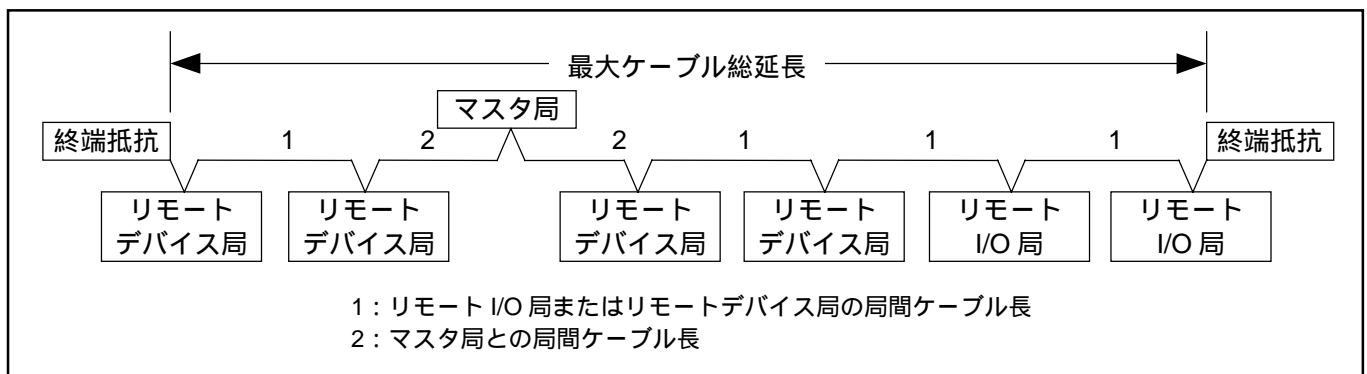 最大ケーブル総延長
マスタ局
終端抵抗 1 2 2 1 1 1 終端抵抗
リモート リモート リモート リモート リモート リモート
デバイス局 デバイス局 デバイス局 デバイス局 I/O 局 I/O 局
1：リモート I/O 局またはリモートデバイス局の局間ケーブル長
2：マスタ局との局間ケーブル長